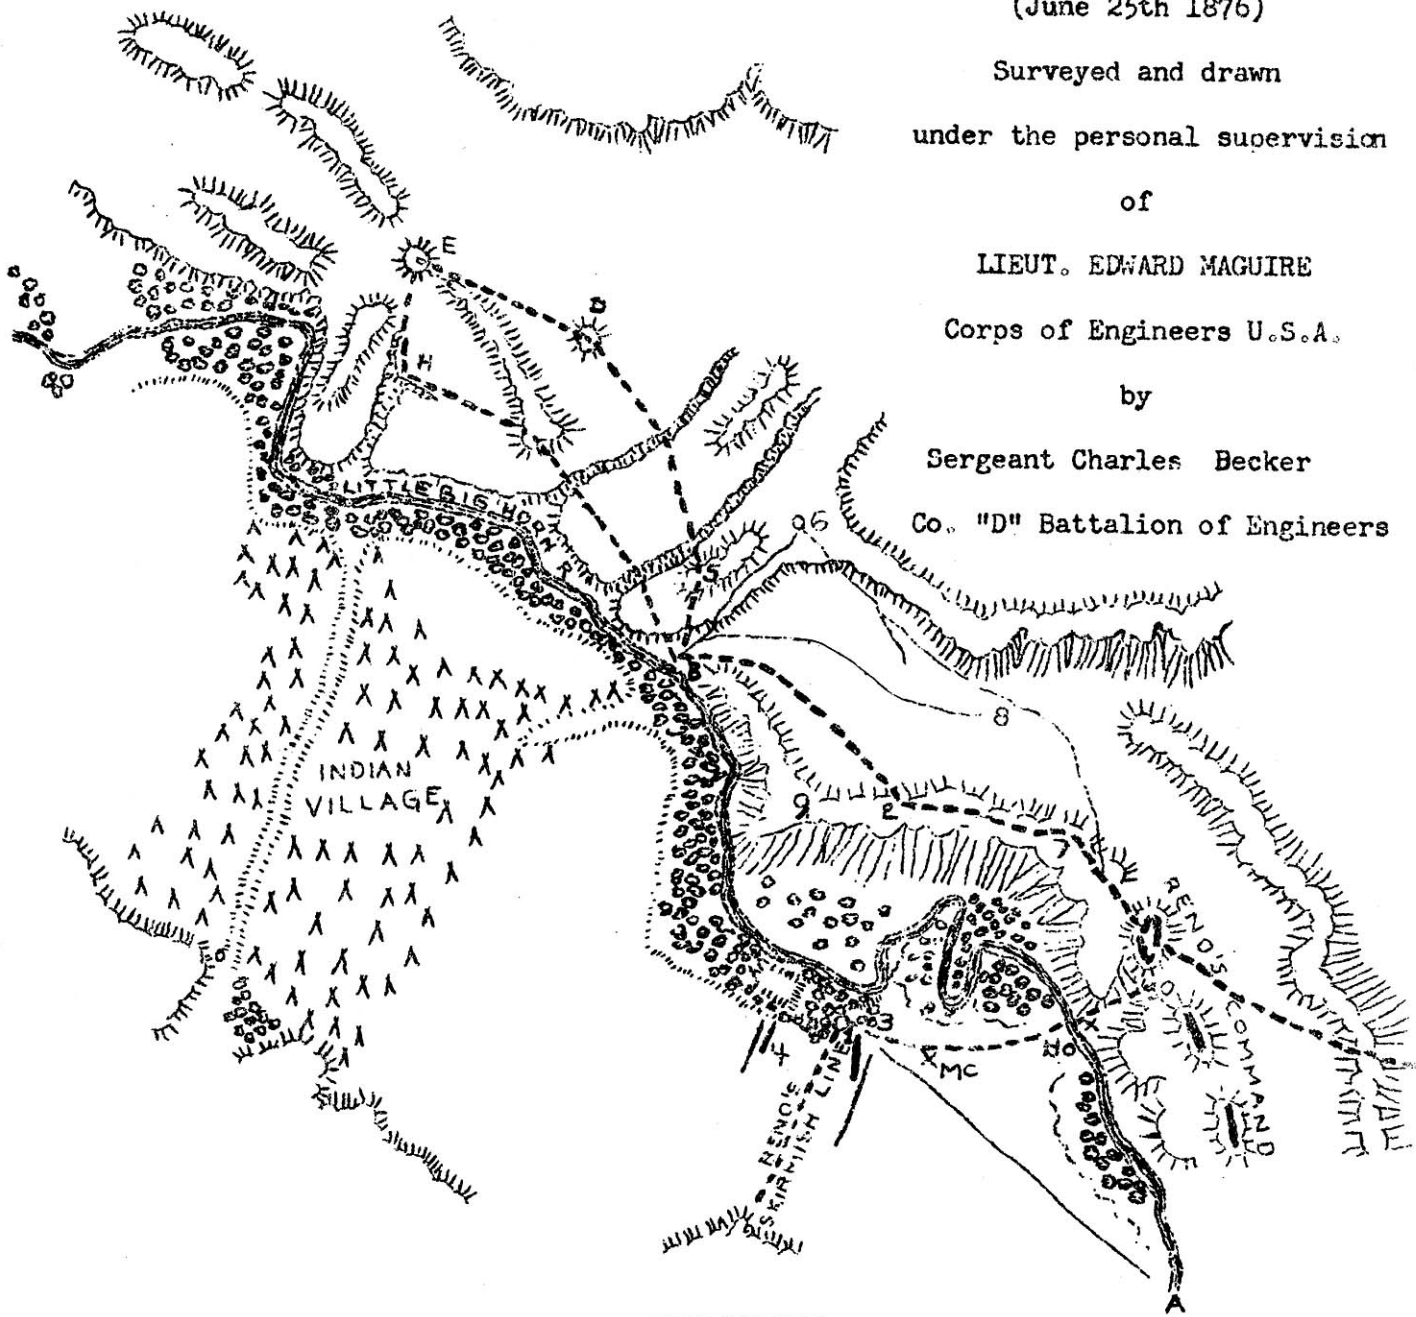 (June 25th 1876)
Surveyed and drawn
under the personal supervision
of
LIEUT. EDWARD MAGUIRE
Corps of Engineers U.S.A.
by
Sergeant Charles Becker
Co. "D" Battalion of Engineers
E
D
H
LITTLE BIG HORN R.
6
5
B
8
INDIAN
VILLAGE
9
2
7
RENO'S COMMAND
3
X
4
X
MC
RENO'S
SKIRMISH LINE
A